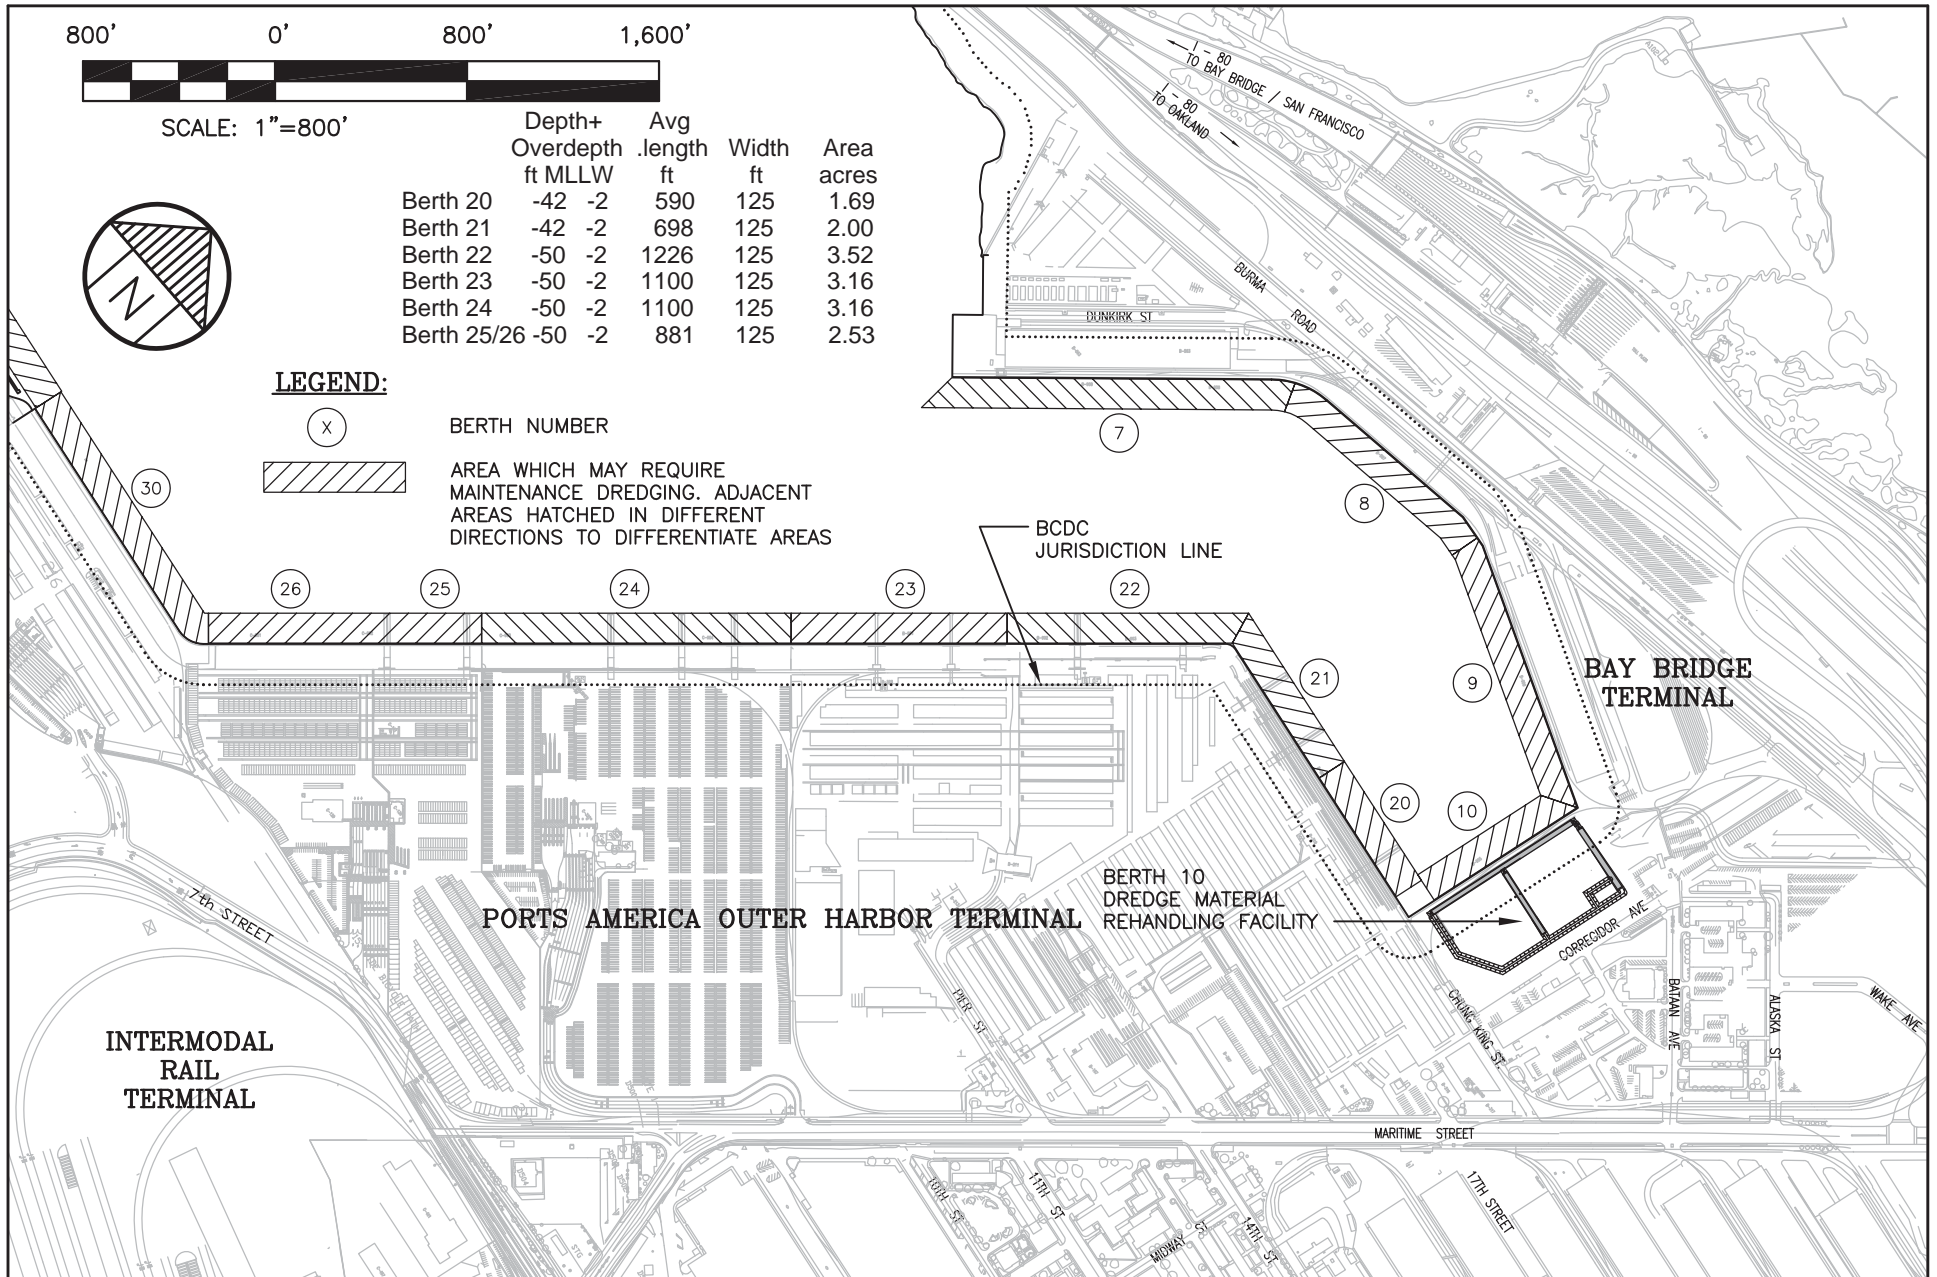 800' 0' 800' 1,600'
SCALE: 1"=800'
Depth+ Avg
Overdepth .length Width Area
ft MLLW ft ft acres
Berth 20 -42 -2 590 125 1.69
Berth 21 -42 -2 698 125 2.00
Berth 22 -50 -2 1226 125 3.52
Berth 23 -50 -2 1100 125 3.16
Berth 24 -50 -2 1100 125 3.16
Berth 25/26 -50 -2 881 125 2.53
N
LEGEND:
X BERTH NUMBER
AREA WHICH MAY REQUIRE
MAINTENANCE DREDGING. ADJACENT
AREAS HATCHED IN DIFFERENT
DIRECTIONS TO DIFFERENTIATE AREAS
I - 80
TO BAY BRIDGE / SAN FRANCISCO
I - 80
TO OAKLAND
BURMA ROAD
DUNKIRK ST
7
8
9
10
20
21
22
23
24
25
26
30
BCDC
JURISDICTION LINE
BAY BRIDGE
TERMINAL
BERTH 10
DREDGE MATERIAL
REHANDLING FACILITY
PORTS AMERICA OUTER HARBOR TERMINAL
INTERMODAL
RAIL
TERMINAL
7th STREET
PIER ST
CHUNG KING ST.
CORREGIDOR AVE
BATAAN AVE
ALASKA ST
WAKE AVE
MARITIME STREET
10TH ST
11TH ST
MIDWAY ST
14TH ST
17TH STREET